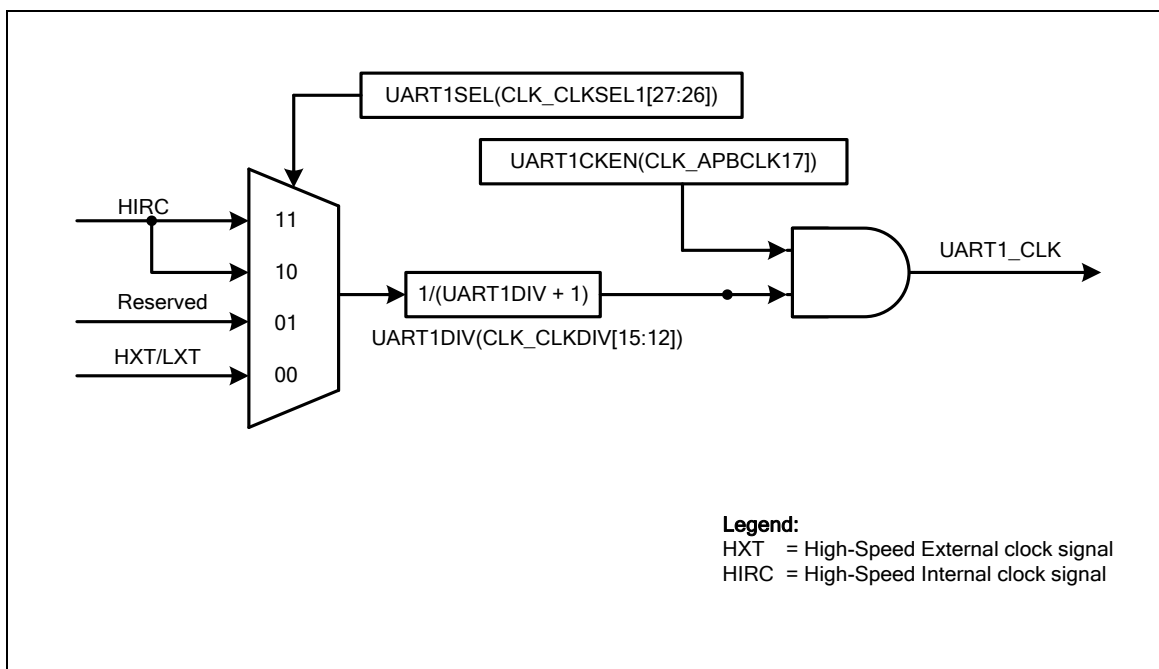 UART1SEL(CLK_CLKSEL1[27:26])
UART1CKEN(CLK_APBCLK17])
HIRC
11
UART1_CLK
10
Reserved
1/(UART1DIV + 1)
01
UART1DIV(CLK_CLKDIV[15:12])
HXT/LXT
00
Legend:
HXT = High-Speed External clock signal
HIRC = High-Speed Internal clock signal